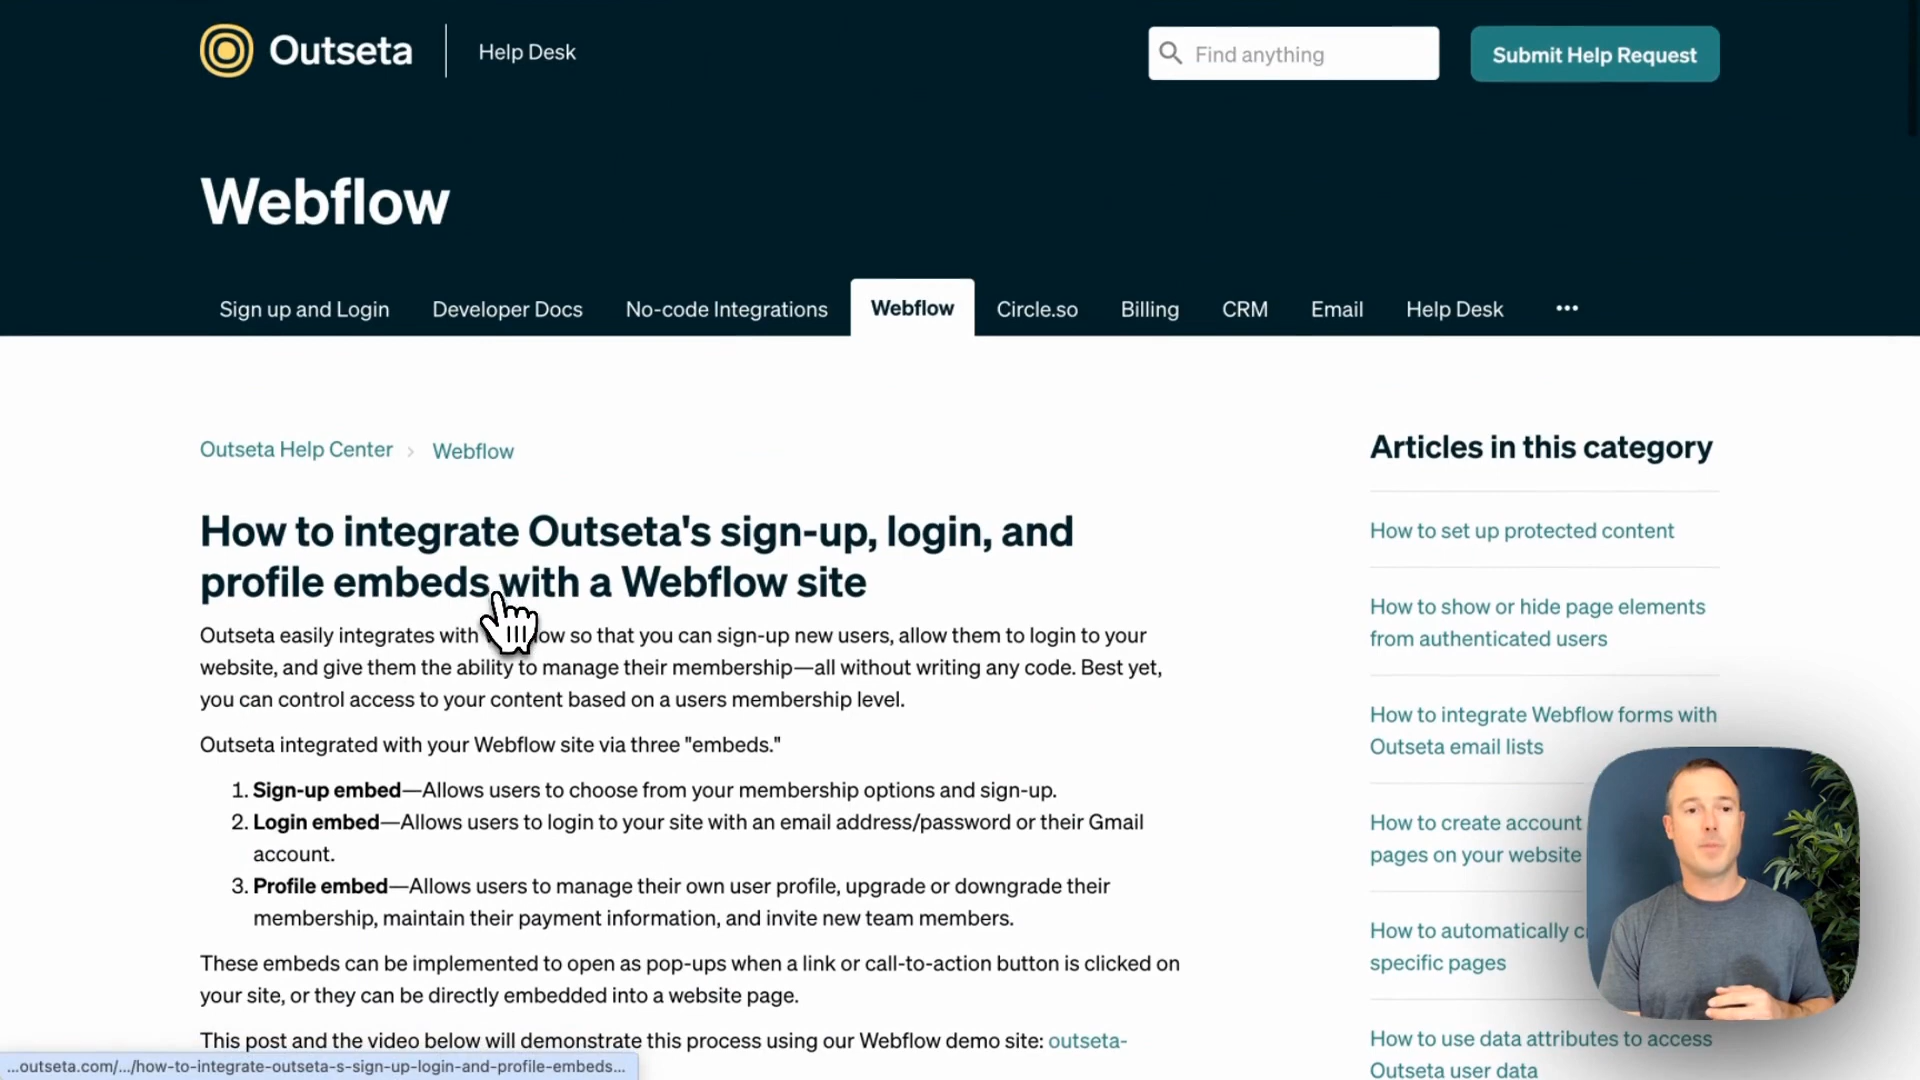 Outseta
Help Desk
Find anything
Submit Help Request
Webflow
Sign up and Login
Developer Docs
No-code Integrations
Webflow
Circle.so
Billing
CRM
Email
Help Desk
•••
Outseta Help Center › Webflow
How to integrate Outseta's sign-up, login, and
profile embeds with a Webflow site
Outseta easily integrates with ow so that you can sign-up new users, allow them to login to your
website, and give them the ability to manage their membership—all without writing any code. Best yet,
you can control access to your content based on a users membership level.
Outseta integrated with your Webflow site via three "embeds."
1. Sign-up embed—Allows users to choose from your membership options and sign-up.
2. Login embed—Allows users to login to your site with an email address/password or their Gmail
account.
3. Profile embed—Allows users to manage their own user profile, upgrade or downgrade their
membership, maintain their payment information, and invite new team members.
These embeds can be implemented to open as pop-ups when a link or call-to-action button is clicked on
your site, or they can be directly embedded into a website page.
This post and the video below will demonstrate this process using our Webflow demo site: outseta-
...outseta.com/.../how-to-integrate-outseta-s-sign-up-login-and-profile-embeds...
Articles in this category
How to set up protected content
How to show or hide page elements
from authenticated users
How to integrate Webflow forms with
Outseta email lists
How to create account
pages on your website
How to automatically
specific pages
How to use data attributes to access
Outseta user data